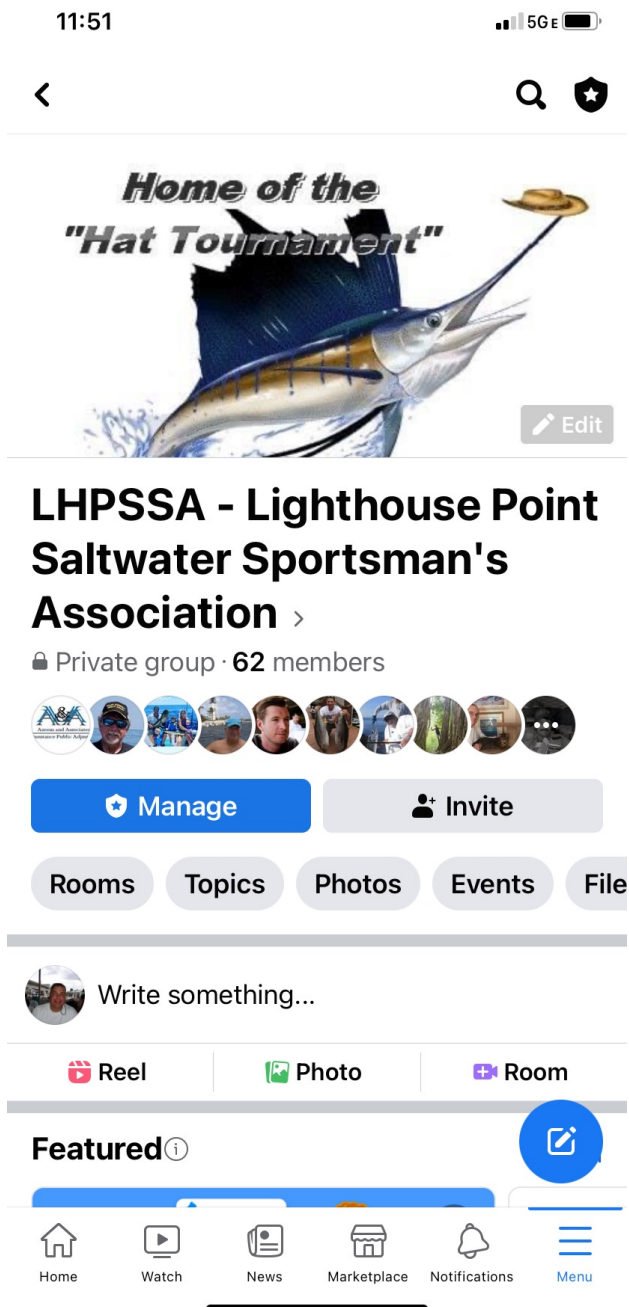 11:51
5G E
Home of the
"Hat Tournament"
Edit
LHPSSA - Lighthouse Point
Saltwater Sportsman's
Association
Private group · 62 members
A&A
Manage
Invite
Rooms
Topics
Photos
Events
File
Write something...
Reel
Photo
Room
Featured
Home
Watch
News
Marketplace
Notifications
Menu